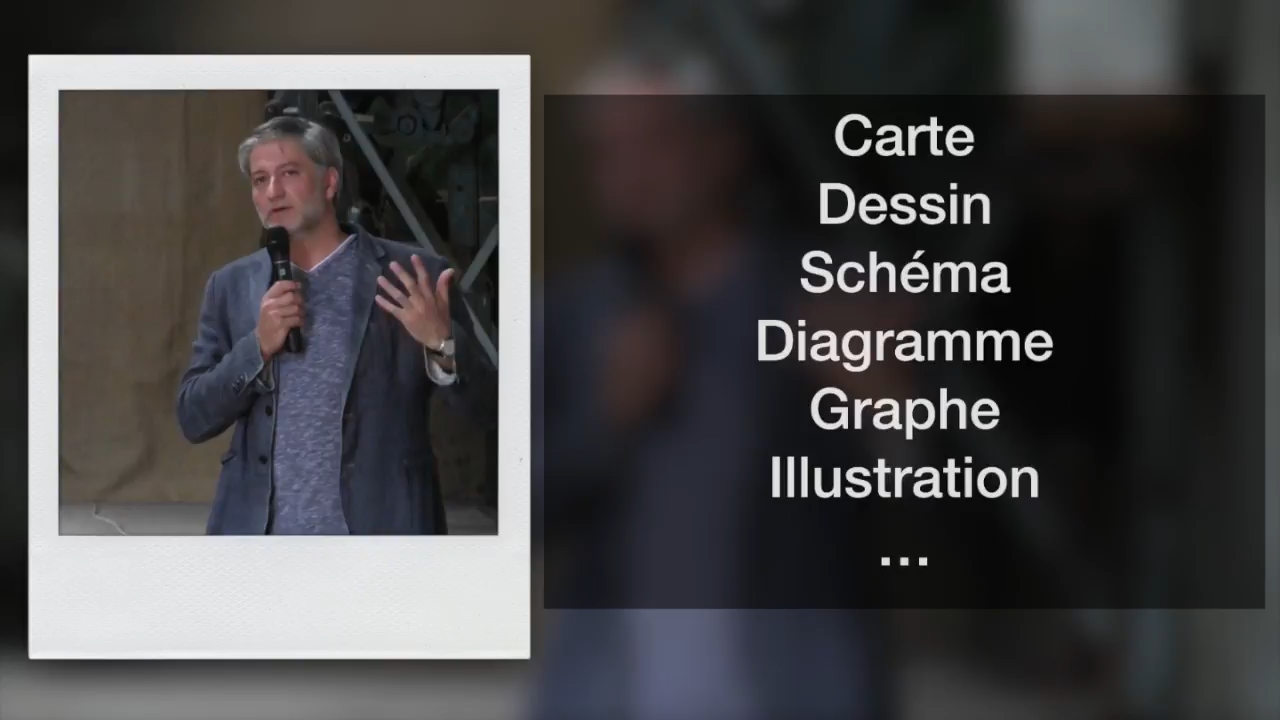 Carte
Dessin
Schéma
Diagramme
Graphe
Illustration
...